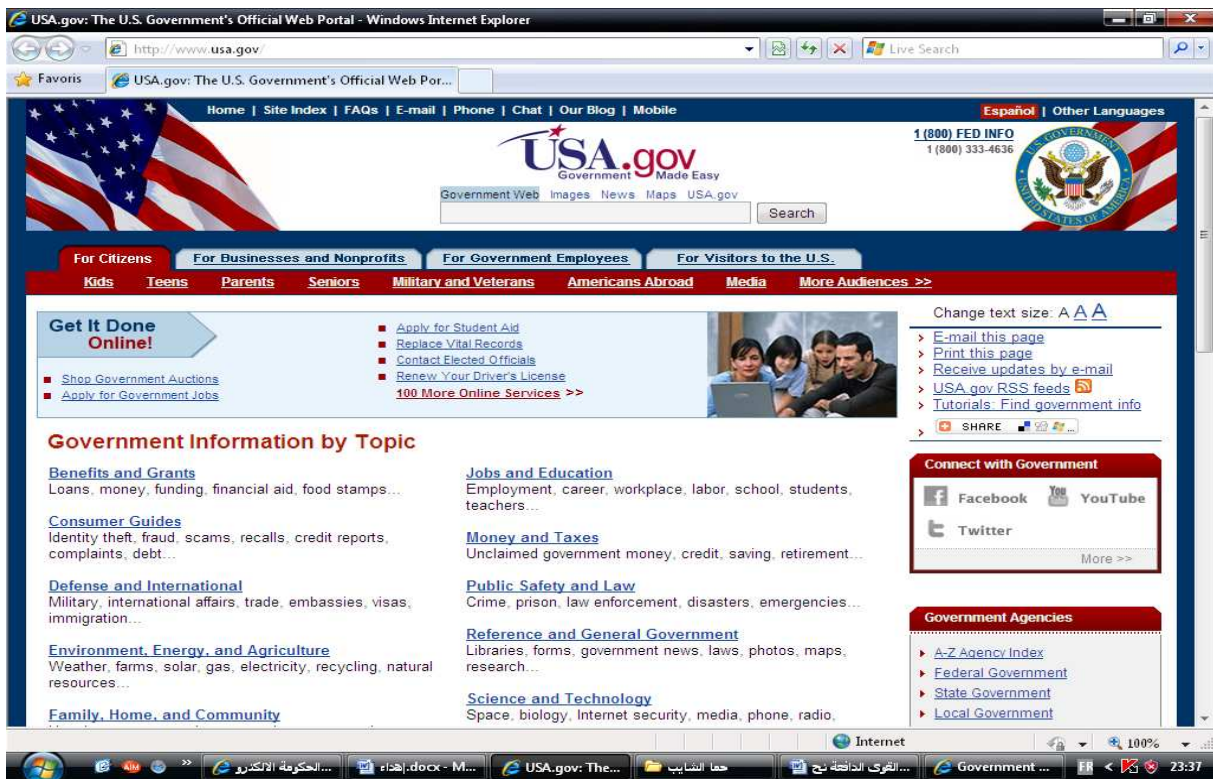 USA.gov: The U.S. Government's Official Web Portal - Windows Internet Explorer
http://www.usa.gov/
Live Search
Favoris
USA.gov: The U.S. Government's Official Web Por...
Home | Site Index | FAQs | E-mail | Phone | Chat | Our Blog | Mobile
Español | Other Languages
USA.gov
Government Made Easy
1 (800) FED INFO
1 (800) 333-4636
Government Web Images News Maps USA.gov
Search
For Citizens
For Businesses and Nonprofits
For Government Employees
For Visitors to the U.S.
Kids Teens Parents Seniors Military and Veterans Americans Abroad Media More Audiences >>
Get It Done
Online!
Shop Government Auctions
Apply for Government Jobs
Apply for Student Aid
Replace Vital Records
Contact Elected Officials
Renew Your Driver's License
100 More Online Services >>
Change text size: A A A
E-mail this page
Print this page
Receive updates by e-mail
USA.gov RSS feeds
Tutorials: Find government info
SHARE
Government Information by Topic
Benefits and Grants
Loans, money, funding, financial aid, food stamps...
Consumer Guides
Identity theft, fraud, scams, recalls, credit reports,
complaints, debt...
Defense and International
Military, international affairs, trade, embassies, visas,
immigration...
Environment, Energy, and Agriculture
Weather, farms, solar, gas, electricity, recycling, natural
resources...
Family, Home, and Community
Jobs and Education
Employment, career, workplace, labor, school, students,
teachers...
Money and Taxes
Unclaimed government money, credit, saving, retirement...
Public Safety and Law
Crime, prison, law enforcement, disasters, emergencies...
Reference and General Government
Libraries, forms, government news, laws, photos, maps,
research...
Science and Technology
Space, biology, Internet security, media, phone, radio,
Connect with Government
Facebook
You YouTube
Twitter
More >>
Government Agencies
A-Z Agency Index
Federal Government
State Government
Local Government
Internet
100%
الحكومة الالكترو...
إهداء.docx - M...
USA.gov: The...
حما الشايب
القوى الدافعة نح...
Government ...
FR
23:37